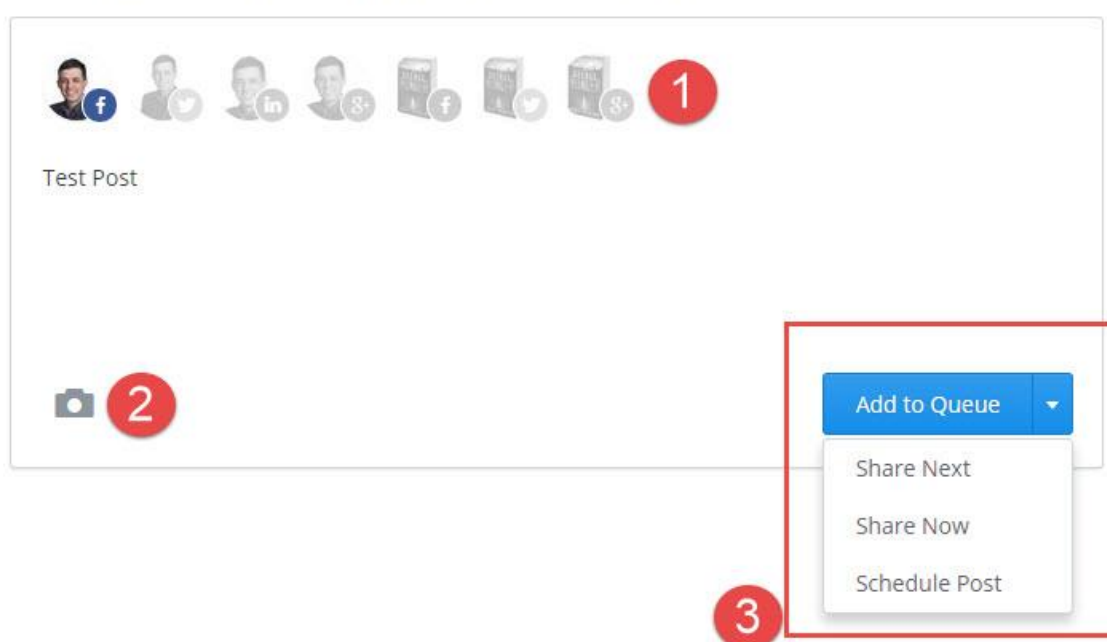 1
Test Post
2
Add to Queue
Share Next
Share Now
Schedule Post
3